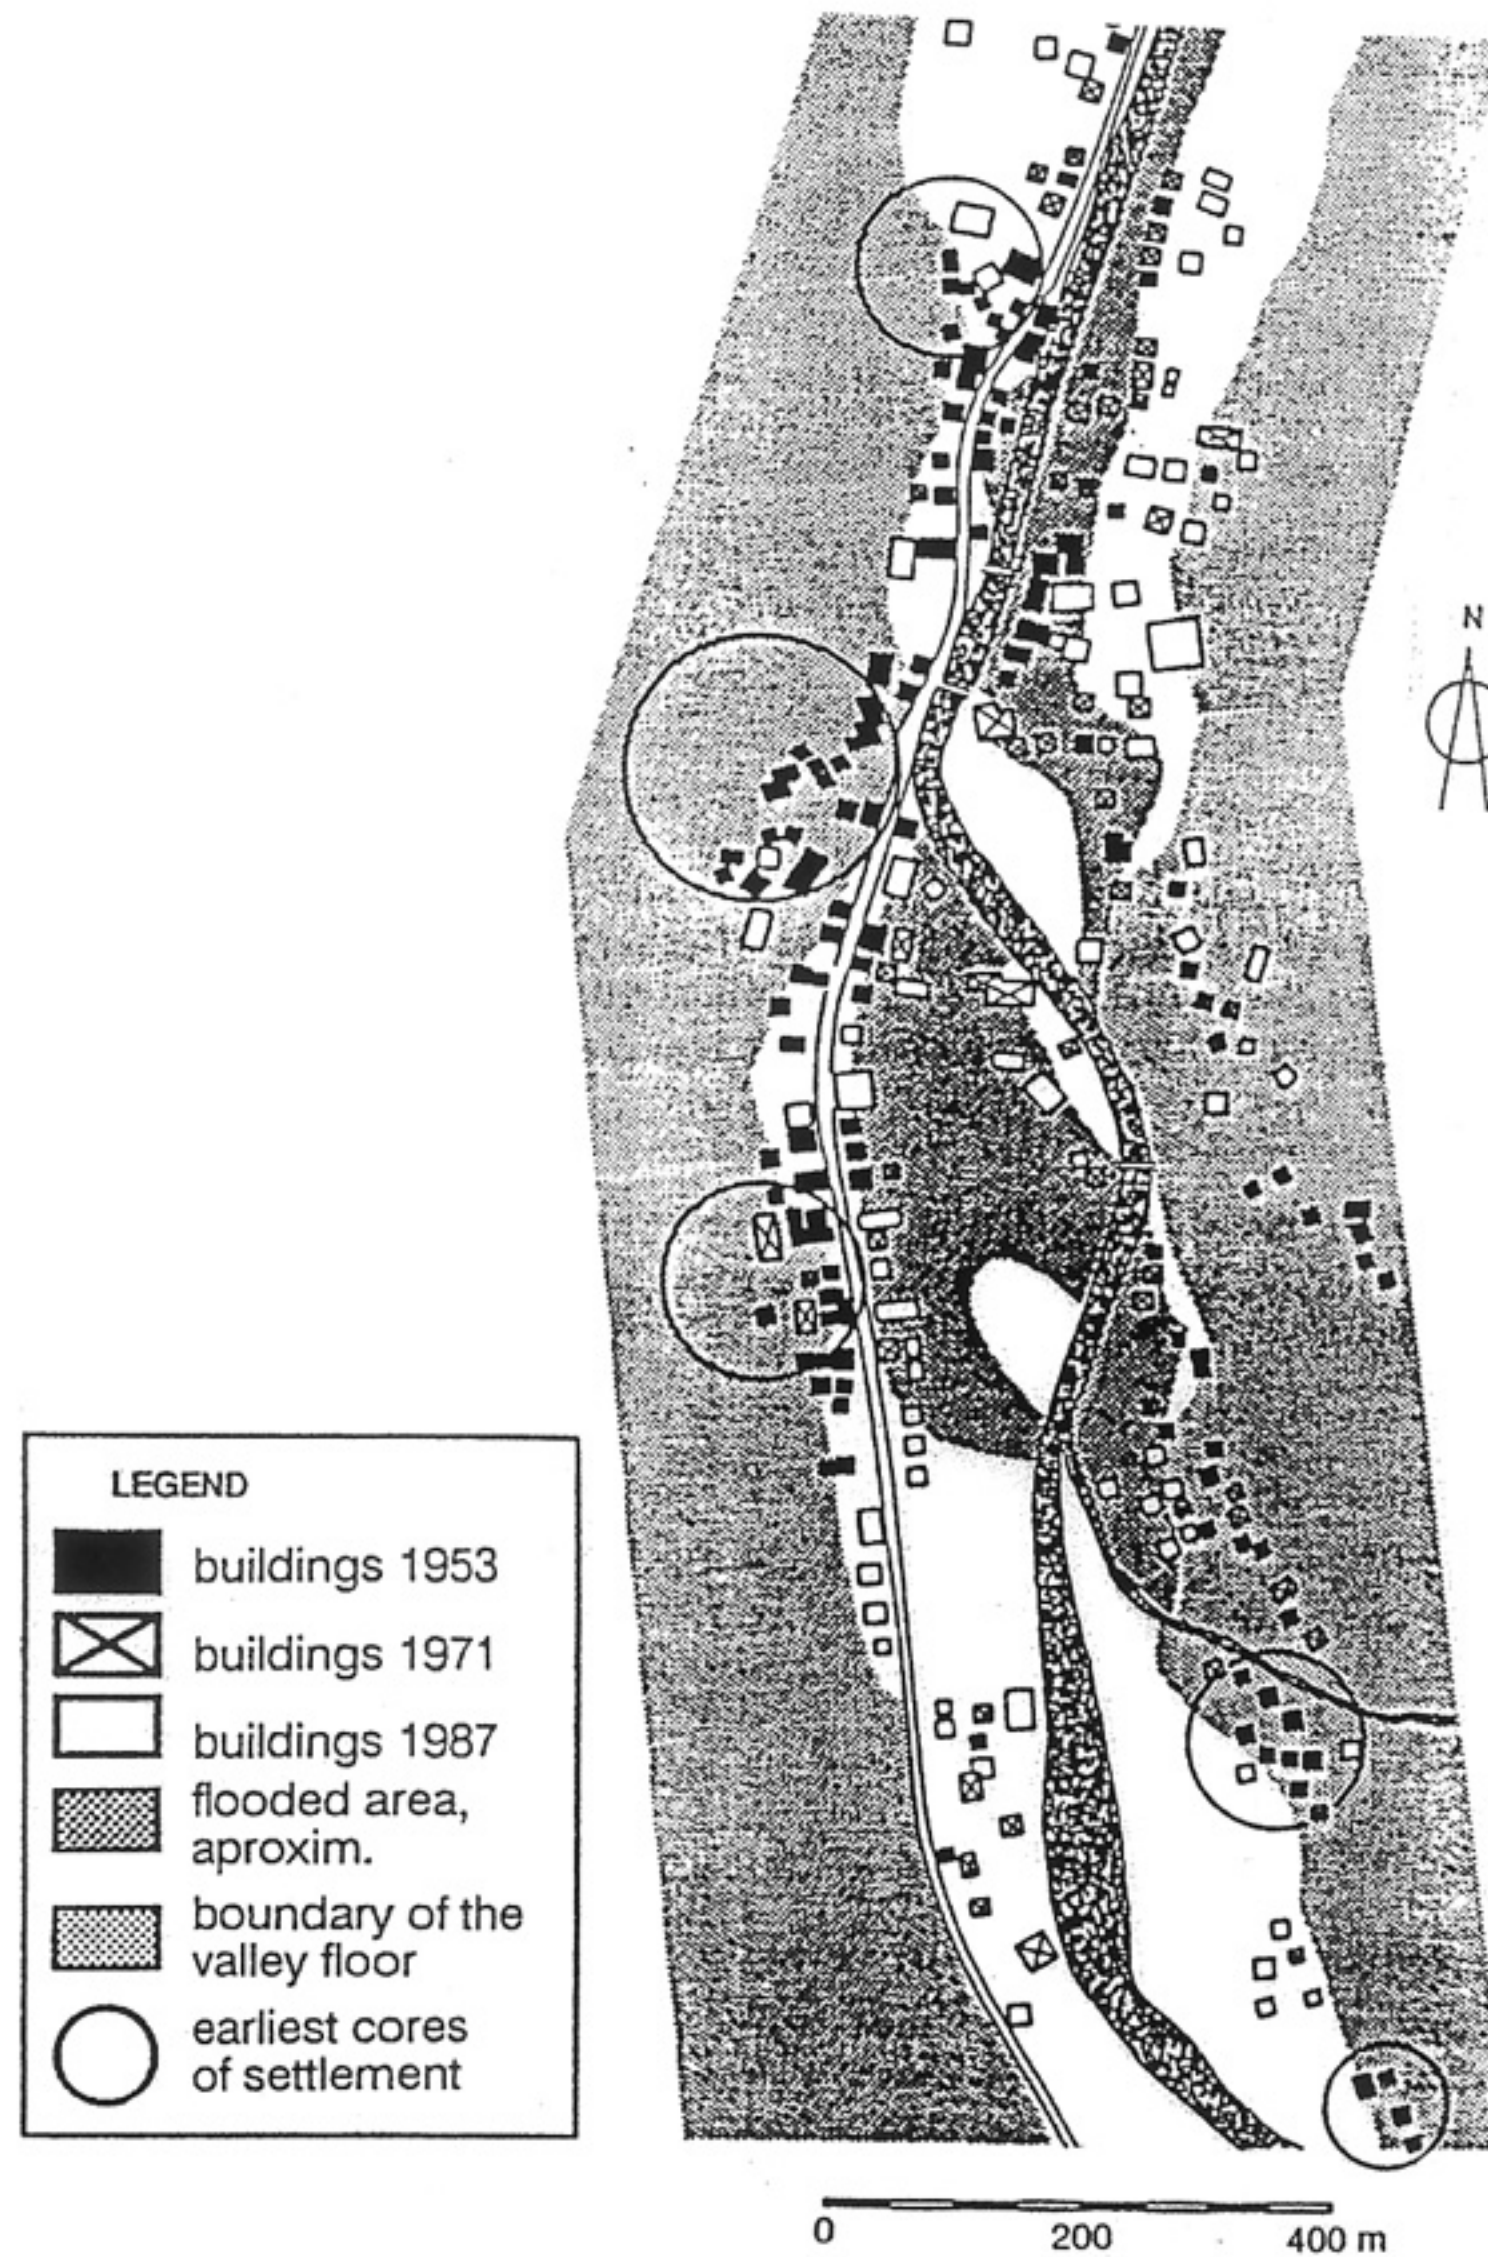 N
LEGEND
buildings 1953
buildings 1971
buildings 1987
flooded area,
aproxim.
boundary of the
valley floor
earliest cores
of settlement
0 200 400 m